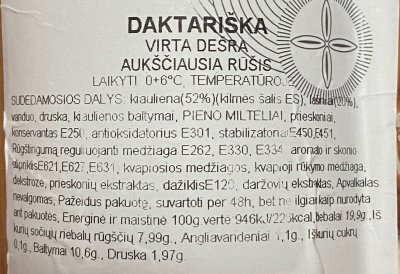 DAKTARIŠKA
VIRTA DEŠRA
AUKŠČIAUSIA RŪŠIS
LAIKYTI 0+6°C, TEMPERATŪROJE
SUDEDAMOSIOS DALYS: kiauliena(52%)(kilmės šalis ES), lašiniai(20%),
vanduo, druska, kiaulienos baltymai, PIENO MILTELIAI, prieskoniai,
konservantas E250, antioksidatorius E301, stabilizatoriai E450,E451,
Rūgštingumą reguliuojanti medžiaga E262, E330, E334, aromato ir skonio
stipriklis E621,E627,E631, kvapiosios medžiagos, kvapioji rūkymo medžiaga,
dekstrozė, prieskonių ekstraktas, dažiklis E120, daržovių ekstraktas, Apvalkalas
nevalgomas, Pažeidus pakuotę, suvartoti per 48h, bet ne ilgiau kaip nurodyta
ant pakuotės, Energinė ir maistinė 100g.vertė 946kJ/226kcal,riebalai 19,9g, Iš
kurių sočiųjų riebalų rūgščių 7,99g., Angliavandeniai 1,1g., Iš kurių cukrų
0,1g., Baltymai 10,6g., Druska 1,97g.